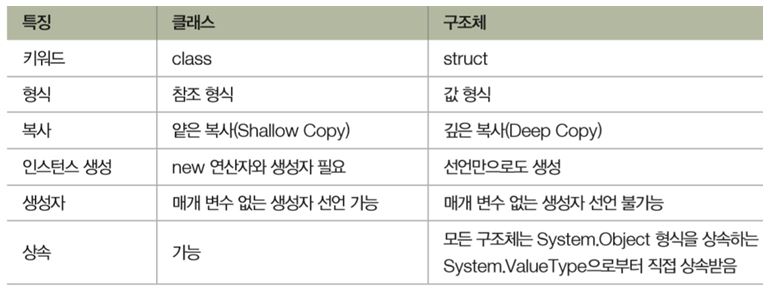 특징 클래스 구조체
키워드 class struct
형식 참조 형식 값 형식
복사 얕은 복사(Shallow Copy) 깊은 복사(Deep Copy)
인스턴스 생성 new 연산자와 생성자 필요 선언만으로도 생성
생성자 매개 변수 없는 생성자 선언 가능 매개 변수 없는 생성자 선언 불가능
상속 가능 모든 구조체는 System.Object 형식을 상속하는
System.ValueType으로부터 직접 상속받음